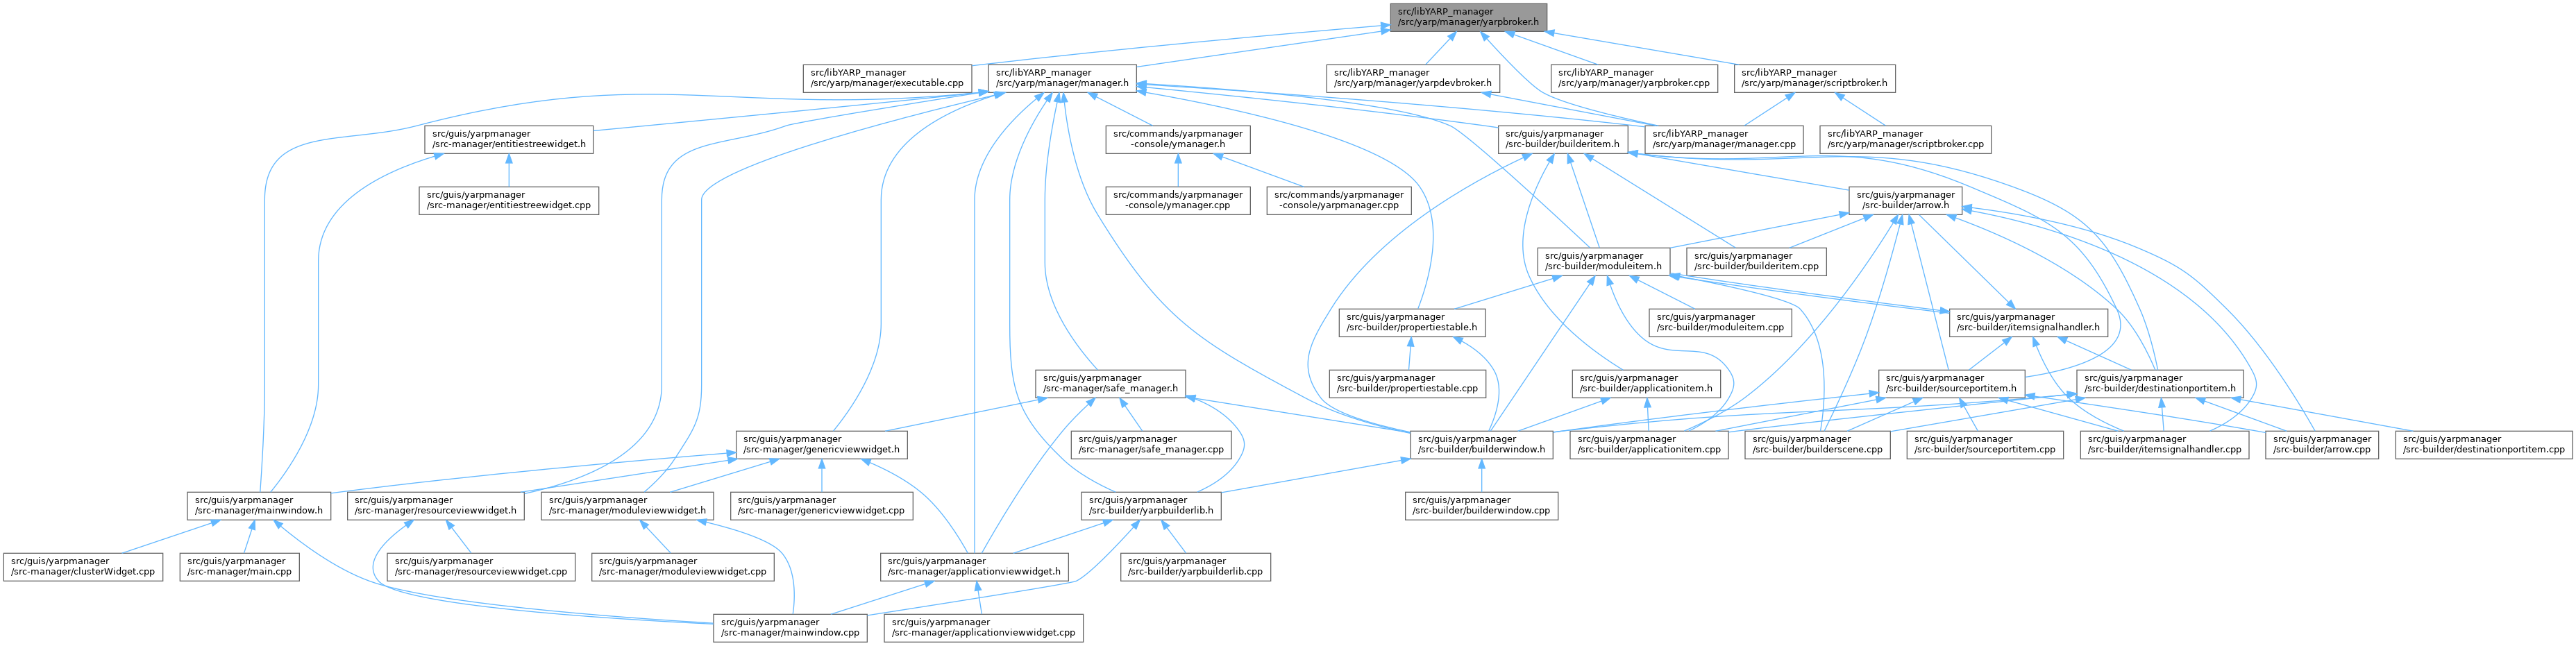 src/libYARP_manager
/src/yarp/manager/yarpbroker.h
src/libYARP_manager
/src/yarp/manager/executable.cpp
src/libYARP_manager
/src/yarp/manager/manager.h
src/libYARP_manager
/src/yarp/manager/yarpdevbroker.h
src/libYARP_manager
/src/yarp/manager/yarpbroker.cpp
src/libYARP_manager
/src/yarp/manager/scriptbroker.h
src/guis/yarpmanager
/src-manager/entitiestreewidget.h
src/commands/yarpmanager
-console/ymanager.h
src/guis/yarpmanager
/src-builder/builderitem.h
src/libYARP_manager
/src/yarp/manager/manager.cpp
src/libYARP_manager
/src/yarp/manager/scriptbroker.cpp
src/guis/yarpmanager
/src-manager/entitiestreewidget.cpp
src/commands/yarpmanager
-console/ymanager.cpp
src/commands/yarpmanager
-console/yarpmanager.cpp
src/guis/yarpmanager
/src-builder/arrow.h
src/guis/yarpmanager
/src-builder/moduleitem.h
src/guis/yarpmanager
/src-builder/builderitem.cpp
src/guis/yarpmanager
/src-builder/propertiestable.h
src/guis/yarpmanager
/src-builder/moduleitem.cpp
src/guis/yarpmanager
/src-builder/itemsignalhandler.h
src/guis/yarpmanager
/src-manager/safe_manager.h
src/guis/yarpmanager
/src-builder/propertiestable.cpp
src/guis/yarpmanager
/src-builder/applicationitem.h
src/guis/yarpmanager
/src-builder/sourceportitem.h
src/guis/yarpmanager
/src-builder/destinationportitem.h
src/guis/yarpmanager
/src-manager/genericviewwidget.h
src/guis/yarpmanager
/src-manager/safe_manager.cpp
src/guis/yarpmanager
/src-builder/builderwindow.h
src/guis/yarpmanager
/src-builder/applicationitem.cpp
src/guis/yarpmanager
/src-builder/builderscene.cpp
src/guis/yarpmanager
/src-builder/sourceportitem.cpp
src/guis/yarpmanager
/src-builder/itemsignalhandler.cpp
src/guis/yarpmanager
/src-builder/arrow.cpp
src/guis/yarpmanager
/src-builder/destinationportitem.cpp
src/guis/yarpmanager
/src-manager/mainwindow.h
src/guis/yarpmanager
/src-manager/resourceviewwidget.h
src/guis/yarpmanager
/src-manager/moduleviewwidget.h
src/guis/yarpmanager
/src-manager/genericviewwidget.cpp
src/guis/yarpmanager
/src-builder/yarpbuilderlib.h
src/guis/yarpmanager
/src-builder/builderwindow.cpp
src/guis/yarpmanager
/src-manager/clusterWidget.cpp
src/guis/yarpmanager
/src-manager/main.cpp
src/guis/yarpmanager
/src-manager/resourceviewwidget.cpp
src/guis/yarpmanager
/src-manager/moduleviewwidget.cpp
src/guis/yarpmanager
/src-manager/applicationviewwidget.h
src/guis/yarpmanager
/src-builder/yarpbuilderlib.cpp
src/guis/yarpmanager
/src-manager/mainwindow.cpp
src/guis/yarpmanager
/src-manager/applicationviewwidget.cpp